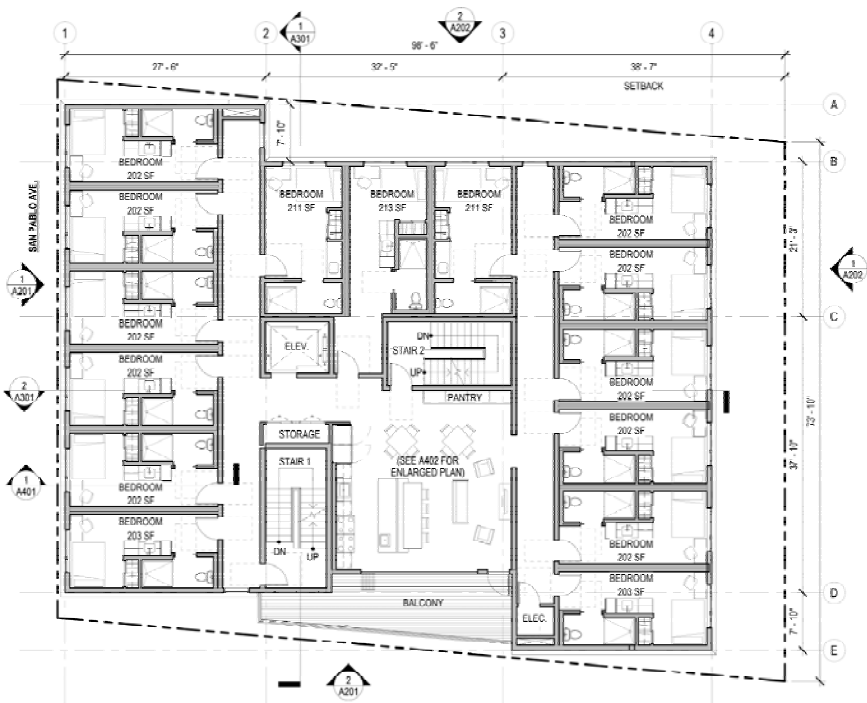 1
2
1
A301
2
A202
3
4
98' - 6"
27' - 6"
32' - 5"
38' - 7"
SETBACK
A
7' - 10"
B
BEDROOM
202 SF
BEDROOM
211 SF
BEDROOM
213 SF
BEDROOM
211 SF
BEDROOM
202 SF
SAN PABLO AVE.
BEDROOM
202 SF
BEDROOM
202 SF
21' - 3"
1
A202
1
A201
C
BEDROOM
202 SF
ELEV.
DN
STAIR 2
UP
BEDROOM
202 SF
2
A301
BEDROOM
202 SF
PANTRY
BEDROOM
202 SF
73' - 10"
STORAGE
STAIR 1
(SEE A402 FOR
ENLARGED PLAN)
37' - 10"
1
A401
BEDROOM
202 SF
BEDROOM
202 SF
BEDROOM
203 SF
DN
UP
BEDROOM
203 SF
D
BALCONY
ELEC.
7' - 10"
E
2
A201